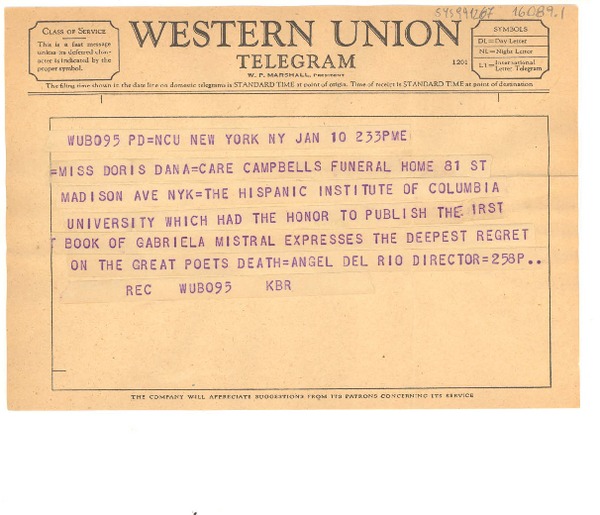 SYS991267 16089.1
CLASS OF SERVICE
This is a fast message
unless its deferred char-
acter is indicated by the
proper symbol.
WESTERN UNION
TELEGRAM
W. P. MARSHALL, PRESIDENT
1201
SYMBOLS
DL=Day Letter
NL=Night Letter
LT=International Letter Telegram
The filing time shown in the date line on domestic telegrams is STANDARD TIME at point of origin. Time of receipt is STANDARD TIME at point of destination
WUB095 PD=NCU NEW YORK NY JAN 10 233PME
=MISS DORIS DANA=CARE CAMPBELLS FUNERAL HOME 81 ST
MADISON AVE NYK=THE HISPANIC INSTITUTE OF COLUMBIA
UNIVERSITY WHICH HAD THE HONOR TO PUBLISH THE IRST
BOOK OF GABRIELA MISTRAL EXPRESSES THE DEEPEST REGRET
ON THE GREAT POETS DEATH=ANGEL DEL RIO DIRECTOR=258P..
REC WUB095 KBR
THE COMPANY WILL APPRECIATE SUGGESTIONS FROM ITS PATRONS CONCERNING ITS SERVICE